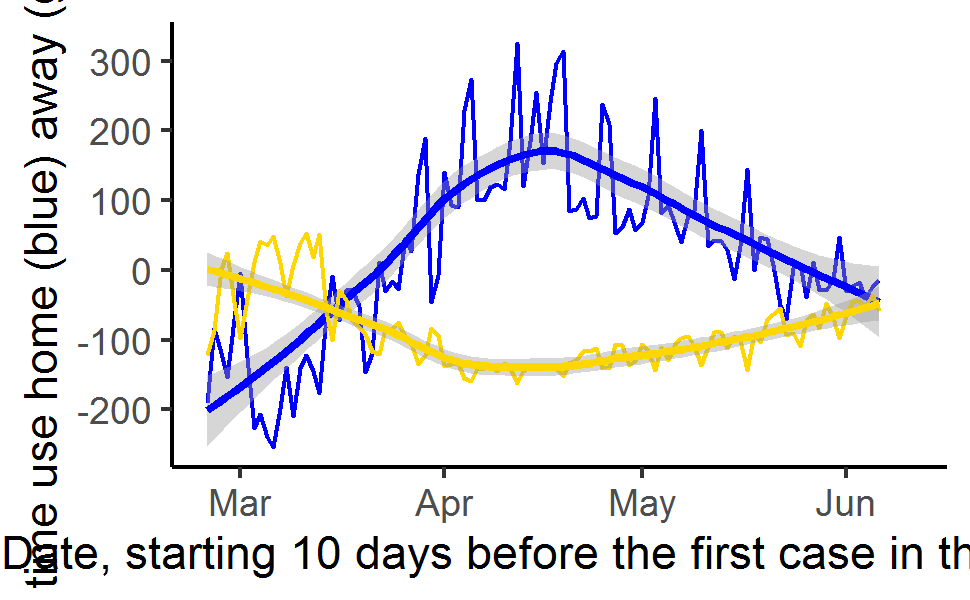 time use home (blue) away (
300
200
100
0
-100
-200
Mar Apr May Jun
Date, starting 10 days before the first case in th